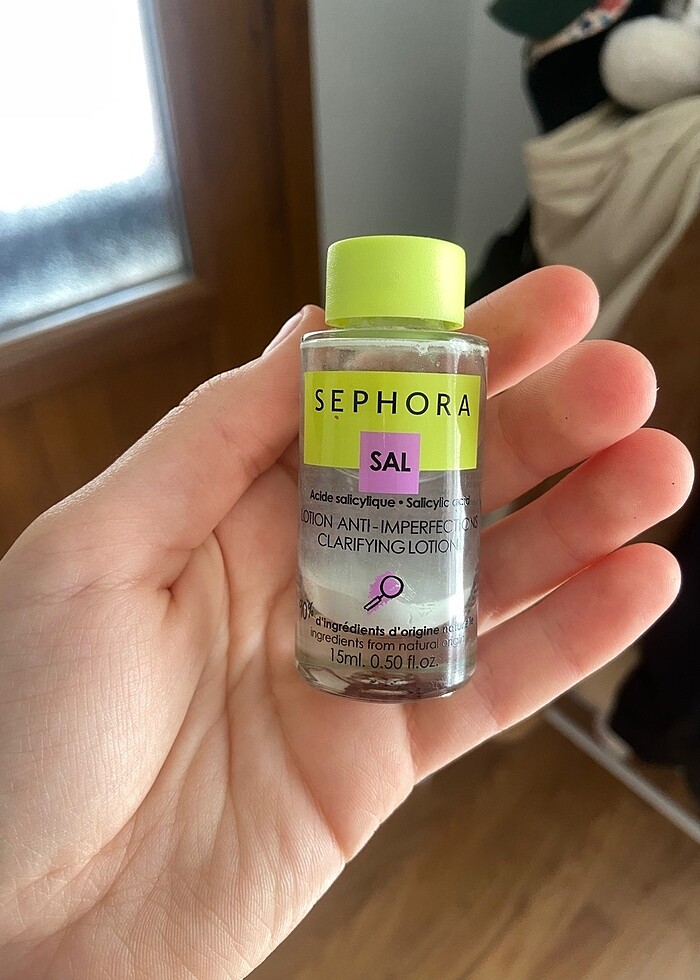 SEPHORA
SAL
Acide salicylique • Salicylic acid
LOTION ANTI-IMPERFECTIONS
CLARIFYING LOTION
d'ingrédients d'origine naturelle
ingredients from natural origin
15ml. 0.50 fl.oz.